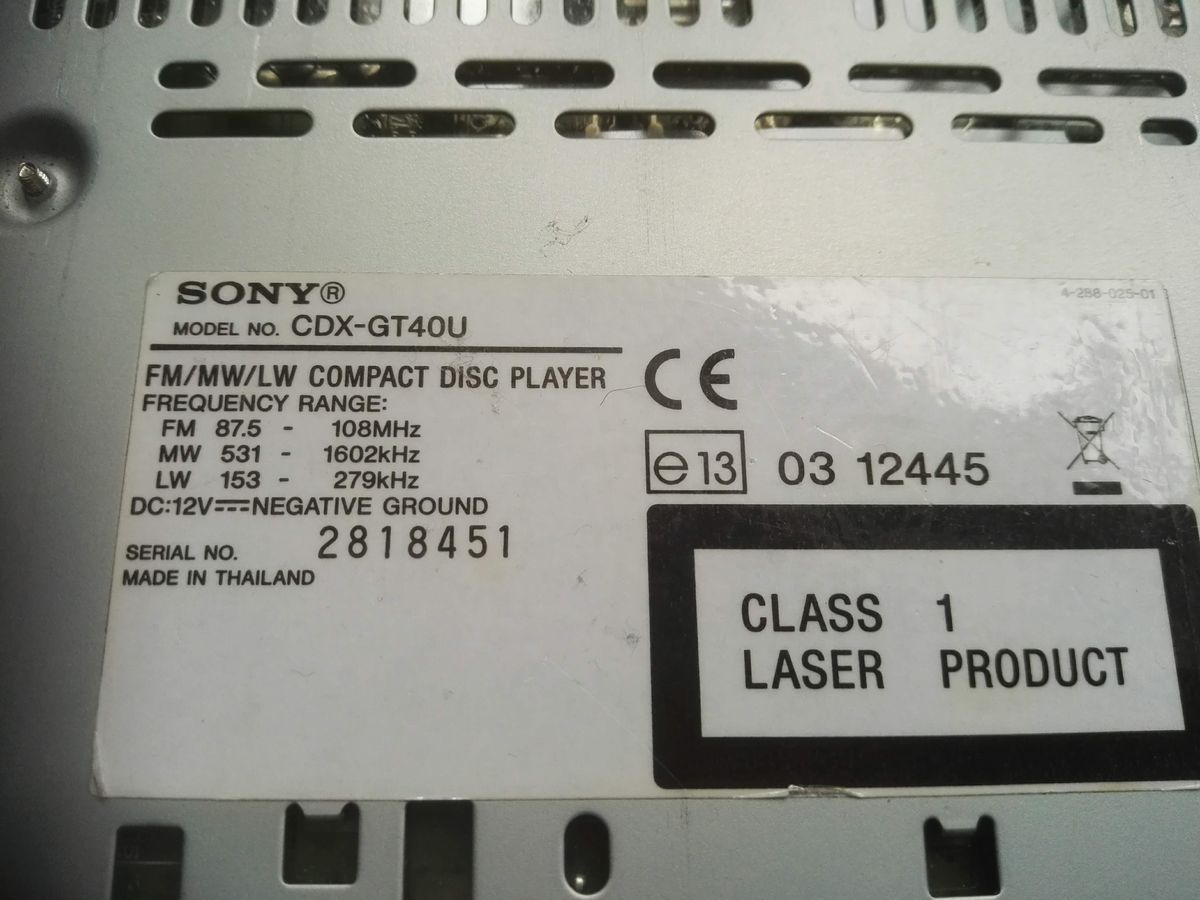 SONY®
MODEL NO. CDX-GT40U
4-288-025-01
FM/MW/LW COMPACT DISC PLAYER
FREQUENCY RANGE:
FM 87.5 - 108MHz
MW 531 - 1602kHz
LW 153 - 279kHz
DC:12V⎓NEGATIVE GROUND
SERIAL NO. 2818451
MADE IN THAILAND
CE
e13 03 12445
CLASS 1
LASER PRODUCT